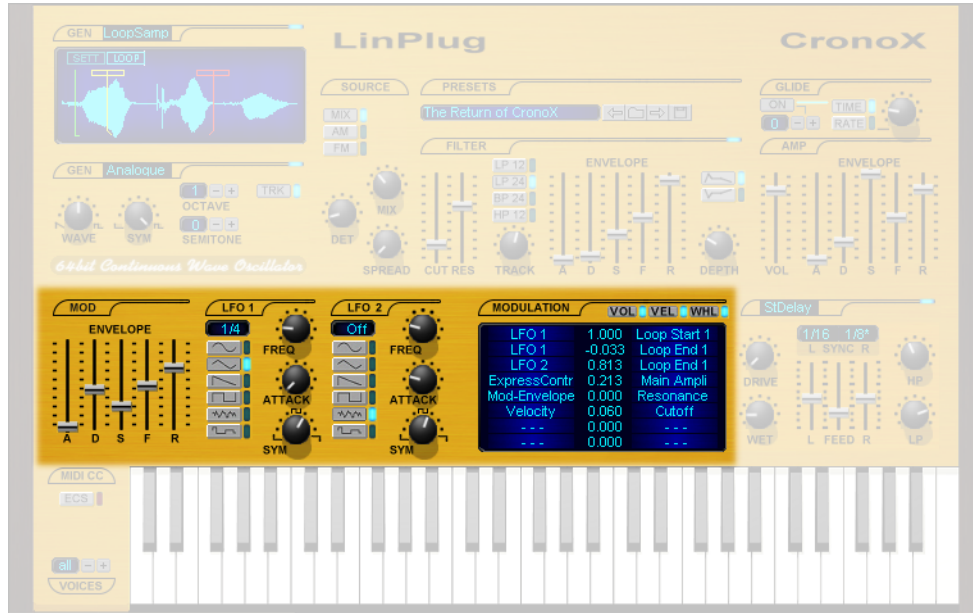 GEN LoopSamp
SETT LOOP
LinPlug
CronoX
SOURCE
MIX
AM
FM
PRESETS
The Return of CronoX
GLIDE
ON
0 - +
TIME
RATE
FILTER
LP 12
LP 24
BP 24
HP 12
ENVELOPE
AMP
ENVELOPE
GEN Analoque
1 - +
OCTAVE
TRK
0 - +
SEMITONE
WAVE SYM
64bit Continuous Wave Oscillator
DET
MIX
SPREAD
CUT RES
TRACK
A D S F R
DEPTH
VOL
A D S F R
MOD
ENVELOPE
A D S F R
LFO 1
1/4
FREQ
ATTACK
SYM
LFO 2
Off
FREQ
ATTACK
SYM
MODULATION VOL VEL WHL
LFO 1 1.000 Loop Start 1
LFO 1 -0.033 Loop End 1
LFO 2 0.813 Loop End 1
ExpressContr 0.213 Main Ampli
Mod-Envelope 0.000 Resonance
Velocity 0.060 Cutoff
- - - 0.000 - - -
- - - 0.000 - - -
StDelay
1/16 1/8*
L SYNC R
DRIVE
HP
WET
L FEED R
LP
MIDI CC
ECS
all - +
VOICES